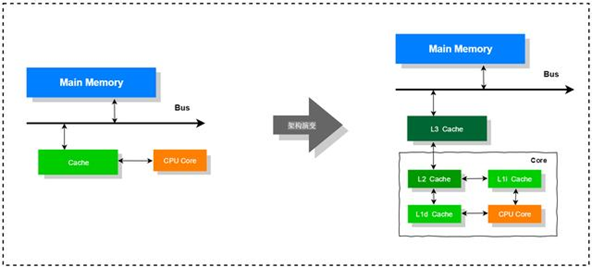 Main Memory
Bus
Cache
CPU Core
架构演变
Main Memory
Bus
L3 Cache
Core
L2 Cache
L1i Cache
L1d Cache
CPU Core